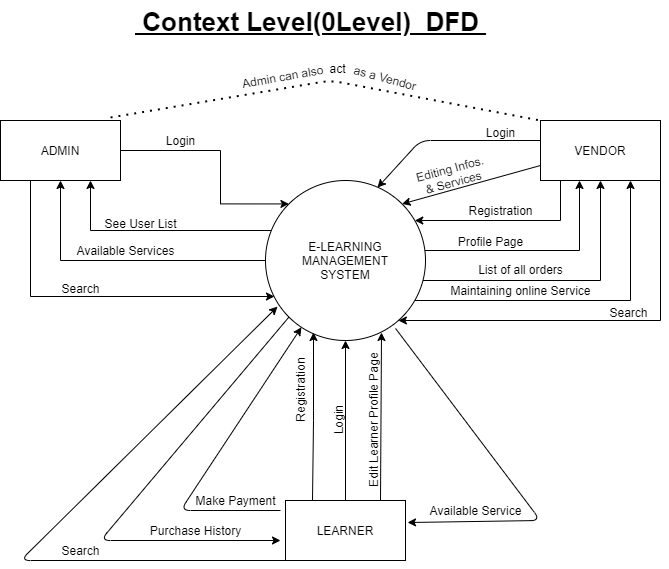 Context Level(0Level)  DFD
Admin can also act as a Vendor
ADMIN
Login
Login
VENDOR
Editing Infos.
& Services
See User List
Registration
E-LEARNING
MANAGEMENT
SYSTEM
Available Services
Profile Page
List of all orders
Search
Maintaining online Service
Search
Registration
Login
Edit Learner Profile Page
Make Payment
Available Service
Purchase History
LEARNER
Search